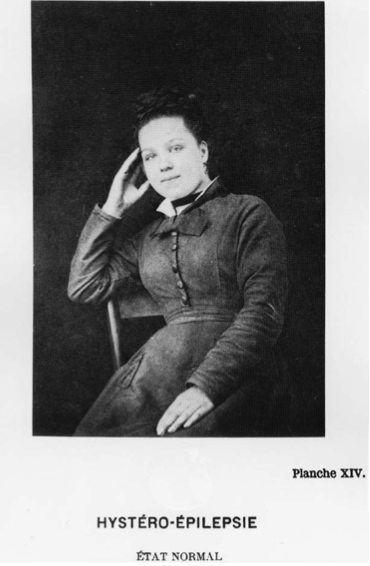 Planche XIV.
HYSTÉRO-ÉPILEPSIE
ÉTAT NORMAL